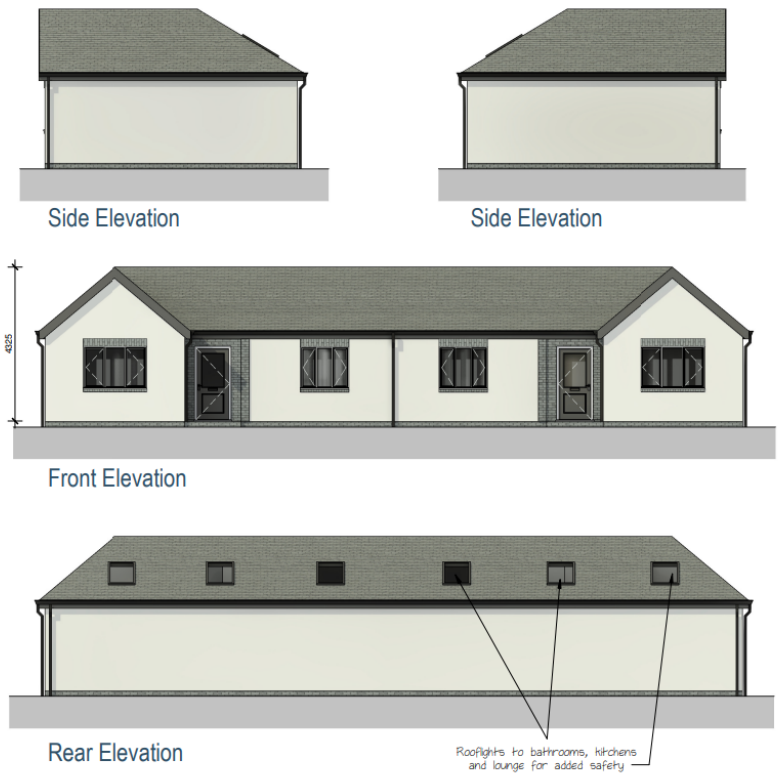 Side Elevation
Side Elevation
4325
Front Elevation
Rear Elevation
Rooflights to bathrooms, kitchens
and lounge for added safety